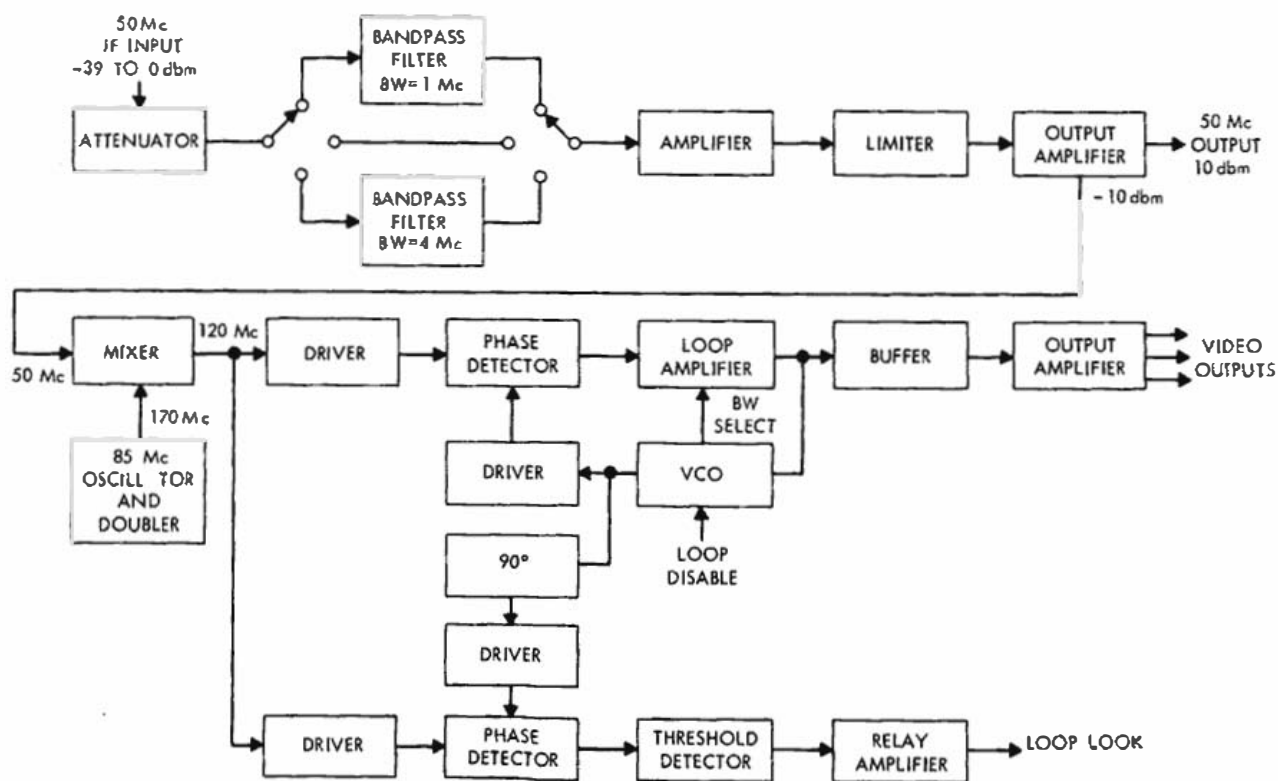 50 Mc
JF INPUT
-39 TO 0 dbm
ATTENUATOR
BANDPASS
FILTER
BW=1 Mc
BANDPASS
FILTER
BW=4 Mc
AMPLIFIER
LIMITER
OUTPUT
AMPLIFIER
50 Mc
OUTPUT
10 dbm
-10 dbm
50 Mc
MIXER
120 Mc
170 Mc
85 Mc
OSCILL TOR
AND
DOUBLER
DRIVER
PHASE
DETECTOR
LOOP
AMPLIFIER
BUFFER
OUTPUT
AMPLIFIER
VIDEO
OUTPUTS
BW
SELECT
DRIVER
VCO
LOOP
DISABLE
90°
DRIVER
DRIVER
PHASE
DETECTOR
THRESHOLD
DETECTOR
RELAY
AMPLIFIER
LOOP LOOK